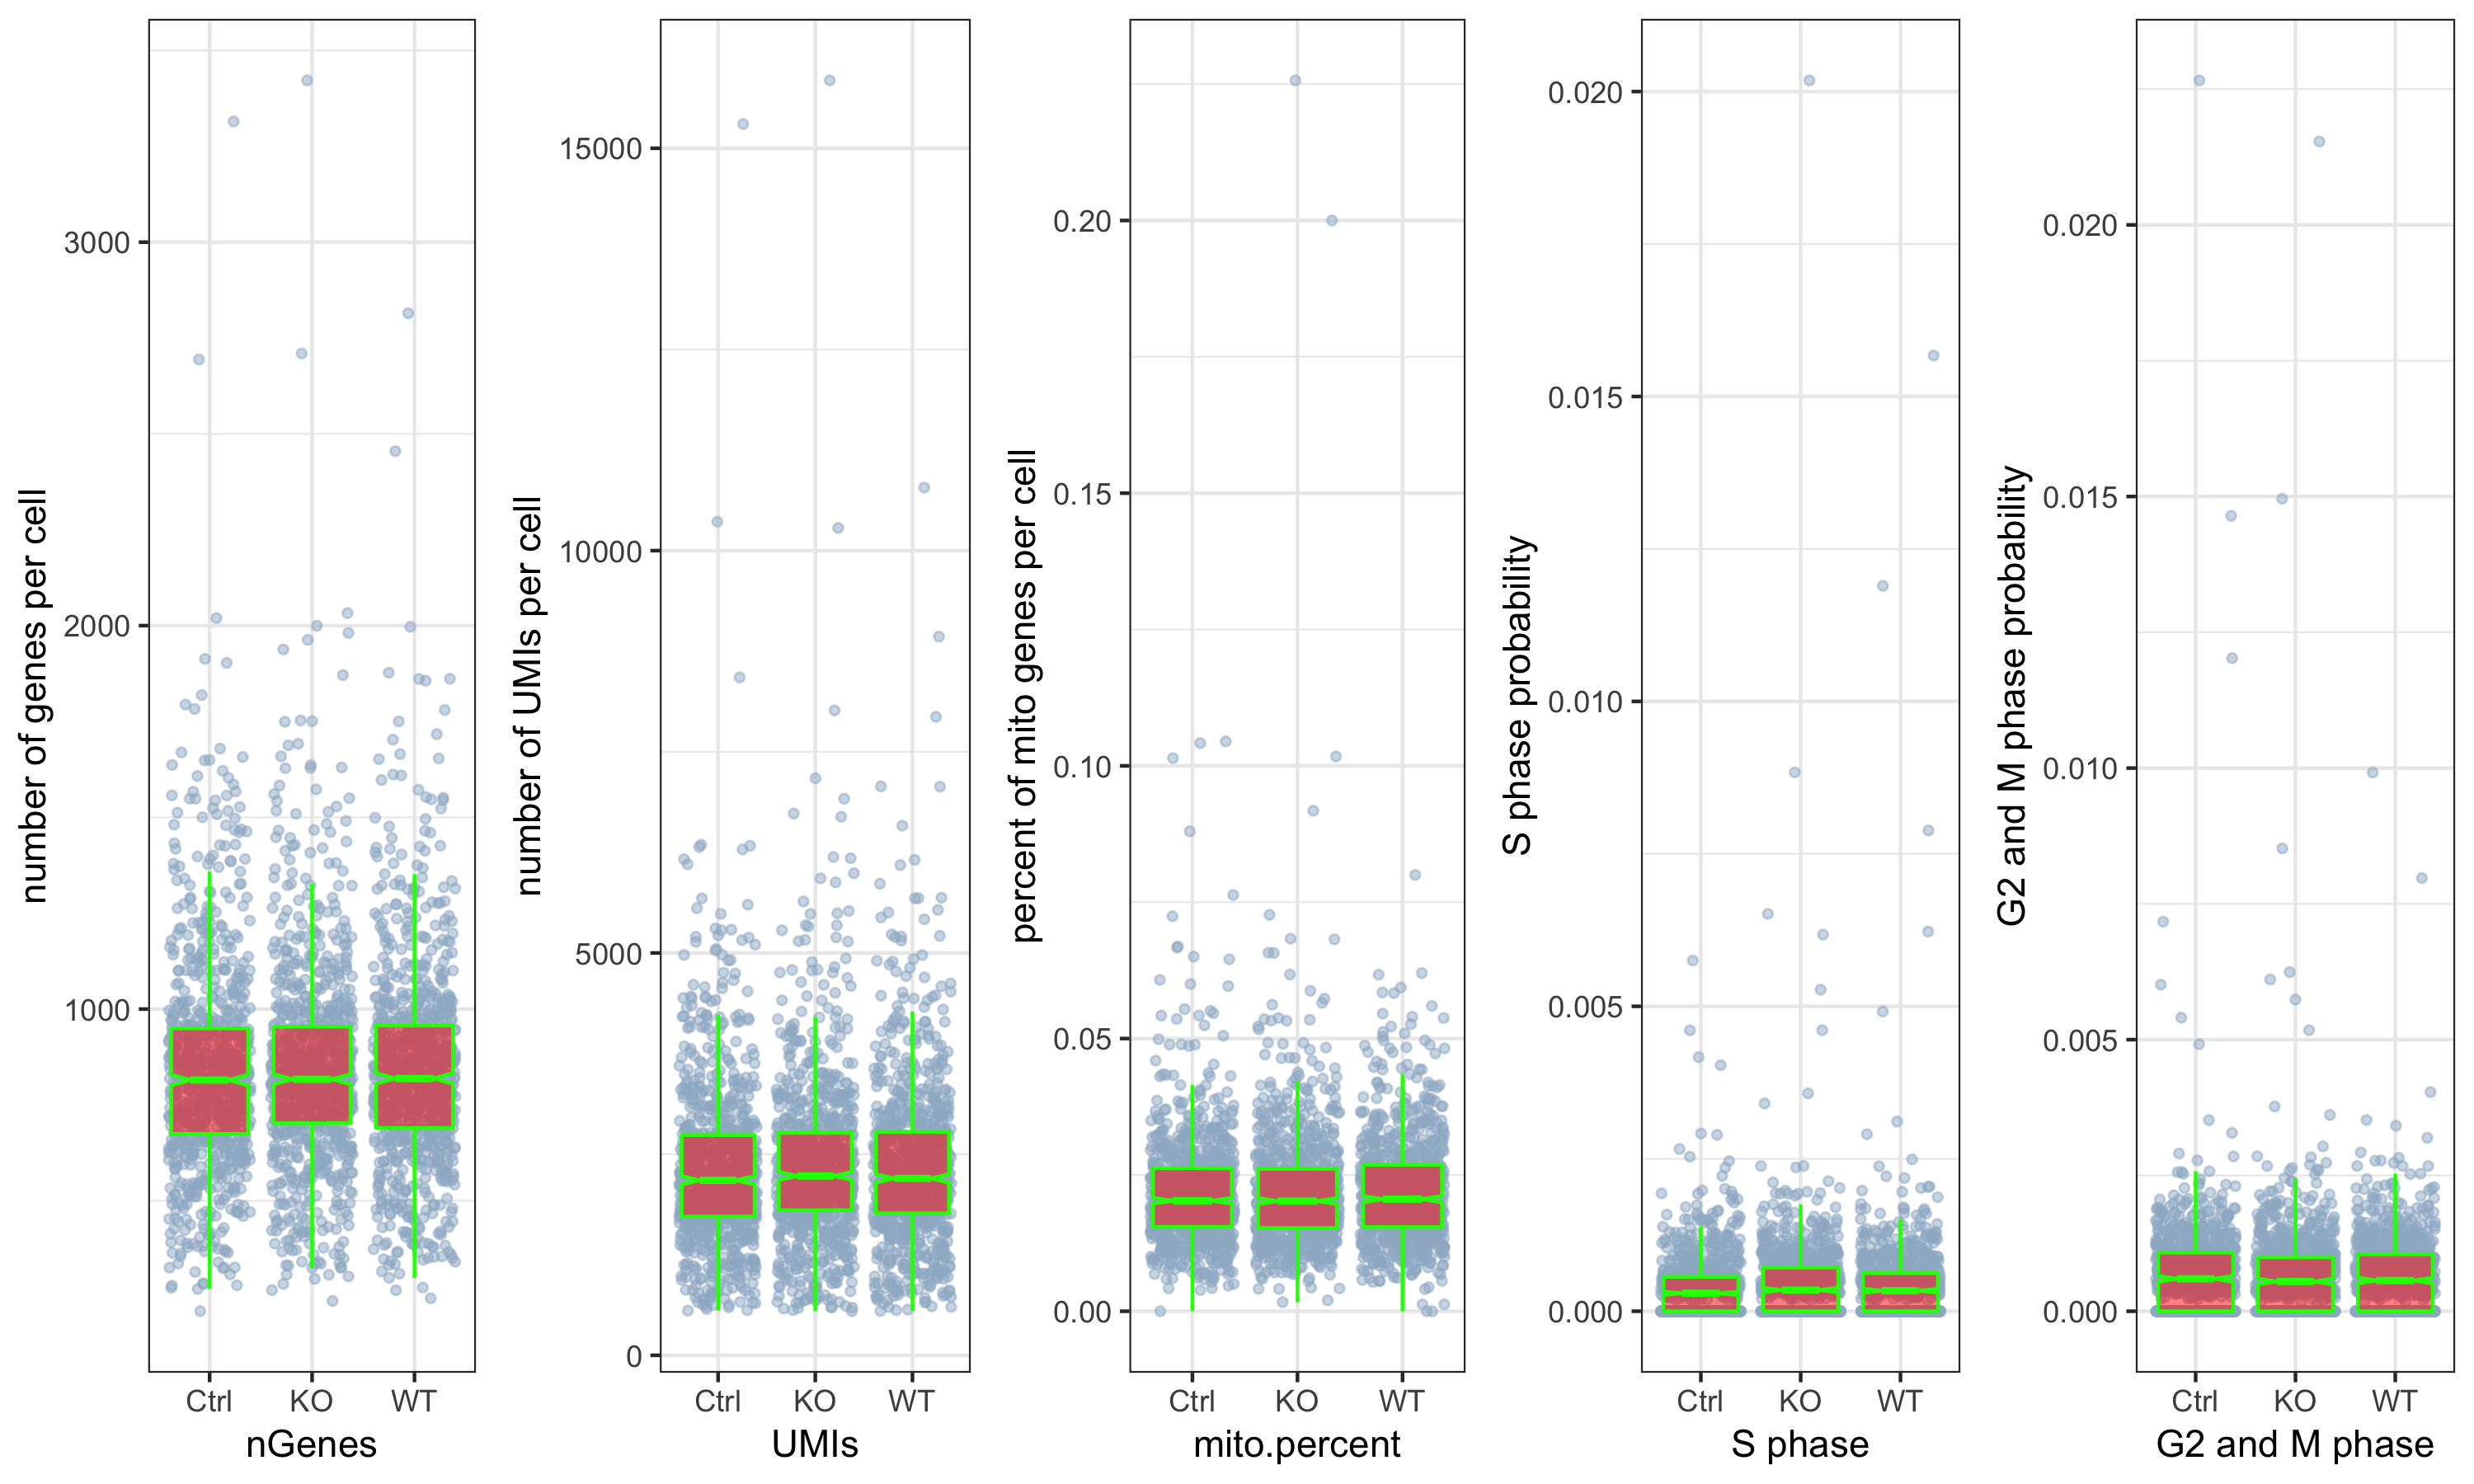 number of genes per cell
3000
2000
1000
Ctrl KO WT
nGenes
number of UMIs per cell
15000
10000
5000
0
Ctrl KO WT
UMIs
percent of mito genes per cell
0.20
0.15
0.10
0.05
0.00
Ctrl KO WT
mito.percent
S phase probability
0.020
0.015
0.010
0.005
0.000
Ctrl KO WT
S phase
G2 and M phase probability
0.020
0.015
0.010
0.005
0.000
Ctrl KO WT
G2 and M phase